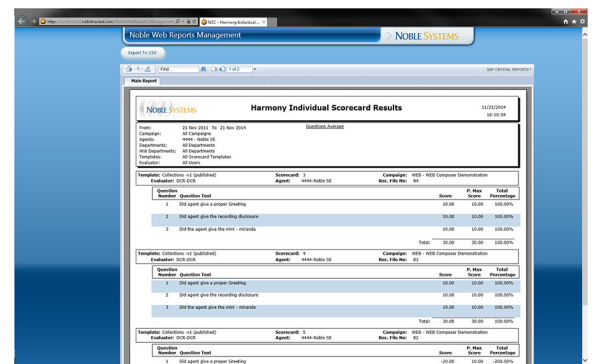 Noble Web Reports Management
NOBLE SYSTEMS
Export To CSV
Find...
1 of 2
SAP CRYSTAL REPORTS
Main Report
NOBLE SYSTEMS
Harmony Individual Scorecard Results
11/21/2014
16:10:54
From: 21 Nov 2011 To 21 Nov 2014
Questions Average
Campaign: All Campaigns
Agents: 4444 - Noble SE
Departments: All Departments
Hist Departments: All Departments
Templates: All Scorecard Templates
Evaluator: All Users
Template: Collections -v1 (published) Scorecard: 3 Campaign: WEB - WEB Composer Demonstration
Evaluator: DCR-DCR Agent: 4444-Noble SE Rec. File No: 84
Question Number Question Text Score P. Max Score Total Percentage
1 Did agent give a proper Greeting 10.00 10.00 100.00%
2 Did agent give the recording disclosure 10.00 10.00 100.00%
3 Did the agent give the mini - miranda 10.00 10.00 100.00%
Total: 30.00 30.00 100.00%
Template: Collections -v1 (published) Scorecard: 4 Campaign: WEB - WEB Composer Demonstration
Evaluator: DCR-DCR Agent: 4444-Noble SE Rec. File No: 83
Question Number Question Text Score P. Max Score Total Percentage
1 Did agent give a proper Greeting 10.00 10.00 100.00%
2 Did agent give the recording disclosure 10.00 10.00 100.00%
3 Did the agent give the mini - miranda 10.00 10.00 100.00%
Total: 30.00 30.00 100.00%
Template: Collections -v1 (published) Scorecard: 5 Campaign: WEB - WEB Composer Demonstration
Evaluator: DCR-DCR Agent: 4444-Noble SE Rec. File No: 82
Question Number Question Text Score P. Max Score Total Percentage
1 Did agent give a proper Greeting -20.00 10.00 -200.00%